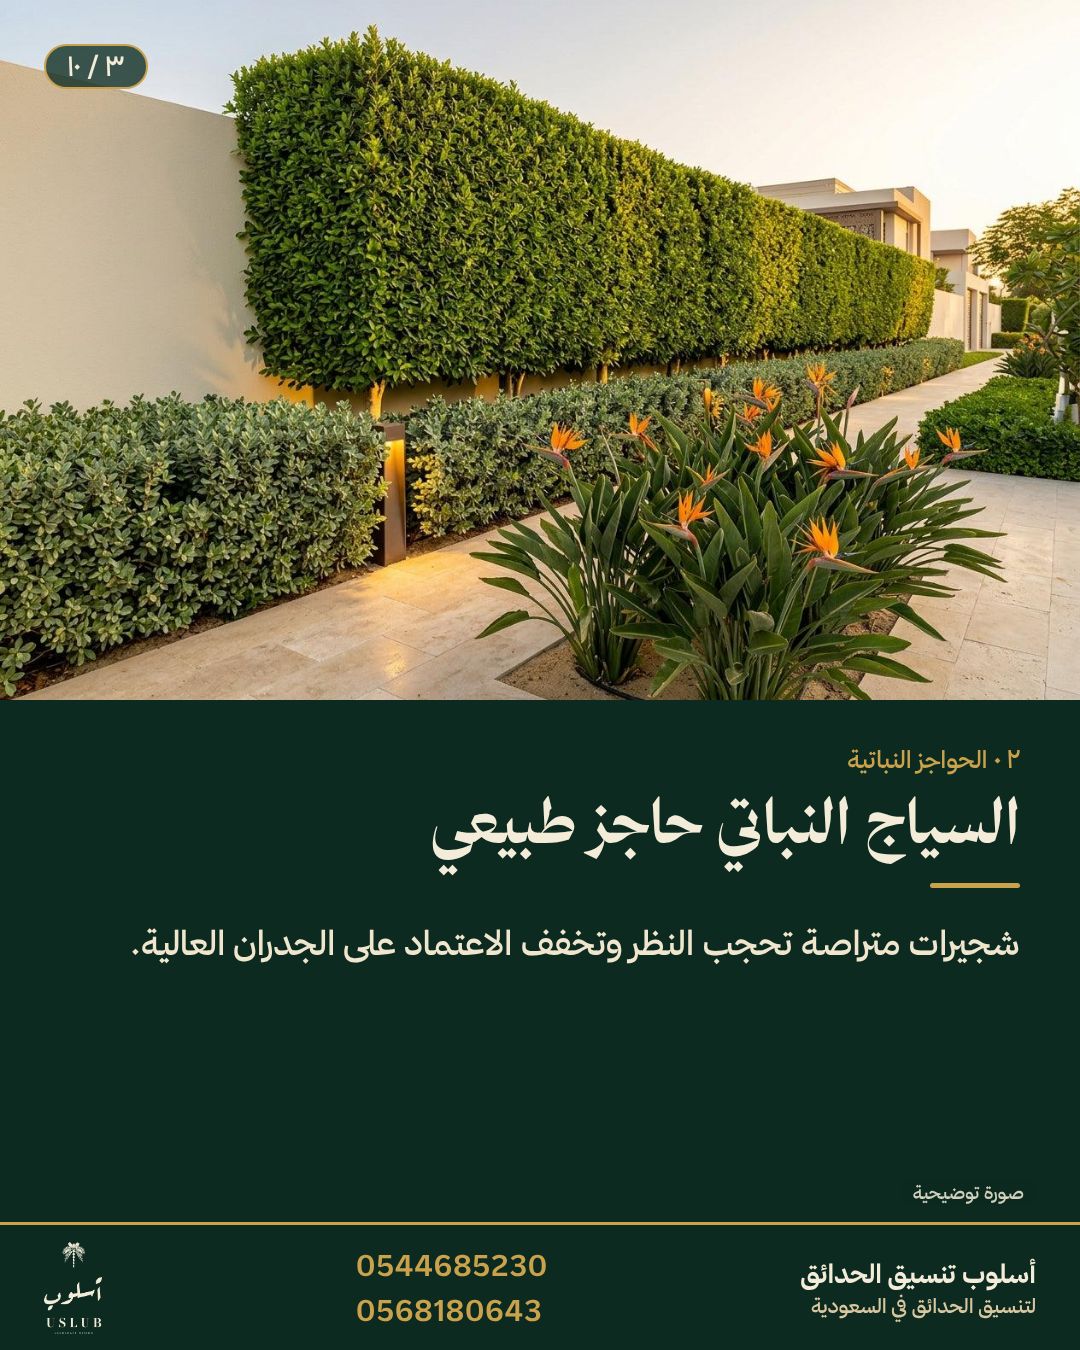 ١٠ / ٣
٢ · الحواجز النباتية
السياج النباتي حاجز طبيعي
شجيرات متراصة تحجب النظر وتخفف الاعتماد على الجدران العالية.
صورة توضيحية
أسلوب تنسيق الحدائق
لتنسيق الحدائق في السعودية
0544685230
0568180643
أسلوب
USLUB